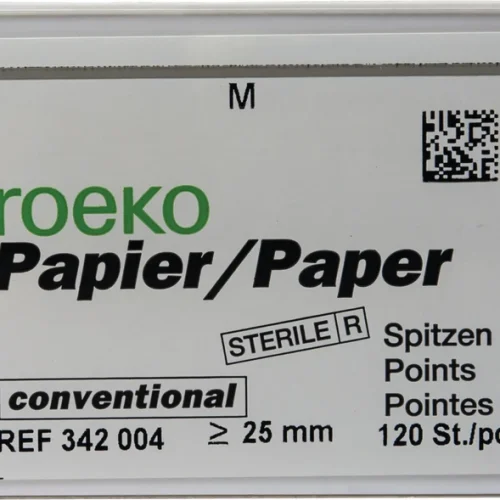 M
roeko
Papier/Paper
STERILE R
Spitzen
Points
conventional
Pointes
REF 342 004
≥ 25 mm
120 St./pc